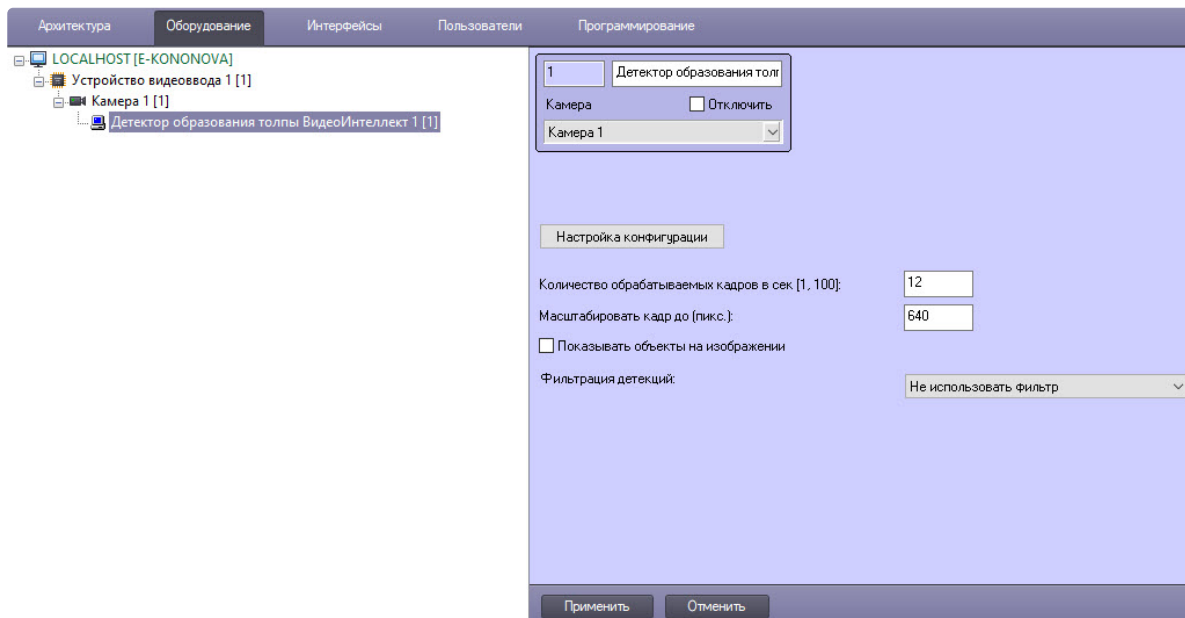 Архитектура Оборудование Интерфейсы Пользователи Программирование
LOCALHOST [E-KONONOVA]
Устройство видеоввода 1 [1]
Камера 1 [1]
Детектор образования толпы ВидеоИнтеллект 1 [1]
1 Детектор образования толг
Камера Отключить
Камера 1
Настройка конфигурации
Количество обрабатываемых кадров в сек [1, 100]: 12
Масштабировать кадр до (пикс.): 640
Показывать объекты на изображении
Фильтрация детекций: Не использовать фильтр
Применить Отменить